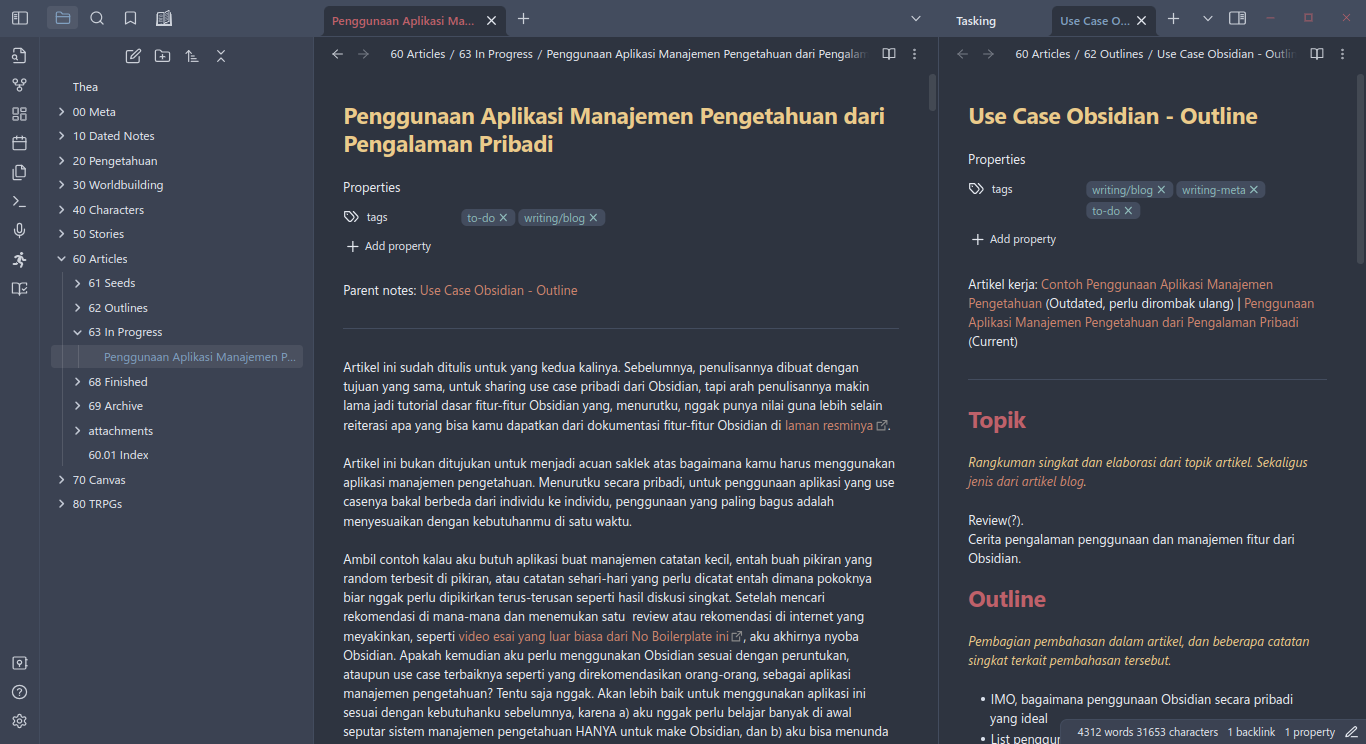 Penggunaan Aplikasi Ma...
Tasking
Use Case O...
Thea
00 Meta
10 Dated Notes
20 Pengetahuan
30 Worldbuilding
40 Characters
50 Stories
60 Articles
61 Seeds
62 Outlines
63 In Progress
Penggunaan Aplikasi Manajemen P...
68 Finished
69 Archive
attachments
60.01 Index
70 Canvas
80 TRPGs
60 Articles / 63 In Progress / Penggunaan Aplikasi Manajemen Pengetahuan dari Pengalan
Penggunaan Aplikasi Manajemen Pengetahuan dari
Pengalaman Pribadi
Properties
tags
to-do
writing/blog
Add property
Parent notes: Use Case Obsidian - Outline
Artikel ini sudah ditulis untuk yang kedua kalinya. Sebelumnya, penulisannya dibuat dengan
tujuan yang sama, untuk sharing use case pribadi dari Obsidian, tapi arah penulisannya makin
lama jadi tutorial dasar fitur-fitur Obsidian yang, menurutku, nggak punya nilai guna lebih selain
reiterasi apa yang bisa kamu dapatkan dari dokumentasi fitur-fitur Obsidian di laman resminya.
Artikel ini bukan ditujukan untuk menjadi acuan saklek atas bagaimana kamu harus menggunakan
aplikasi manajemen pengetahuan. Menurutku secara pribadi, untuk penggunaan aplikasi yang use
casenya bakal berbeda dari individu ke individu, penggunaan yang paling bagus adalah
menyesuaikan dengan kebutuhanmu di satu waktu.
Ambil contoh kalau aku butuh aplikasi buat manajemen catatan kecil, entah buah pikiran yang
random terbesit di pikiran, atau catatan sehari-hari yang perlu dicatat entah dimana pokoknya
biar nggak perlu dipikirkan terus-terusan seperti hasil diskusi singkat. Setelah mencari
rekomendasi di mana-mana dan menemukan satu  review atau rekomendasi di internet yang
meyakinkan, seperti video esai yang luar biasa dari No Boilerplate ini, aku akhirnya nyoba
Obsidian. Apakah kemudian aku perlu menggunakan Obsidian sesuai dengan peruntukan,
ataupun use case terbaiknya seperti yang direkomendasikan orang-orang, sebagai aplikasi
manajemen pengetahuan? Tentu saja nggak. Akan lebih baik untuk menggunakan aplikasi ini
sesuai dengan kebutuhanku sebelumnya, karena a) aku nggak perlu belajar banyak di awal
seputar sistem manajemen pengetahuan HANYA untuk make Obsidian, dan b) aku bisa menunda
60 Articles / 62 Outlines / Use Case Obsidian - Outlin
Use Case Obsidian - Outline
Properties
tags
writing/blog
writing-meta
to-do
Add property
Artikel kerja: Contoh Penggunaan Aplikasi Manajemen
Pengetahuan (Outdated, perlu dirombak ulang) | Penggunaan
Aplikasi Manajemen Pengetahuan dari Pengalaman Pribadi
(Current)
Topik
Rangkuman singkat dan elaborasi dari topik artikel. Sekaligus
jenis dari artikel blog.
Review(?).
Cerita pengalaman penggunaan dan manajemen fitur dari
Obsidian.
Outline
Pembagian pembahasan dalam artikel, dan beberapa catatan
singkat terkait pembahasan tersebut.
• IMO, bagaimana penggunaan Obsidian secara pribadi
yang ideal
• List penggu
4312 words 31653 characters 1 backlink 1 property